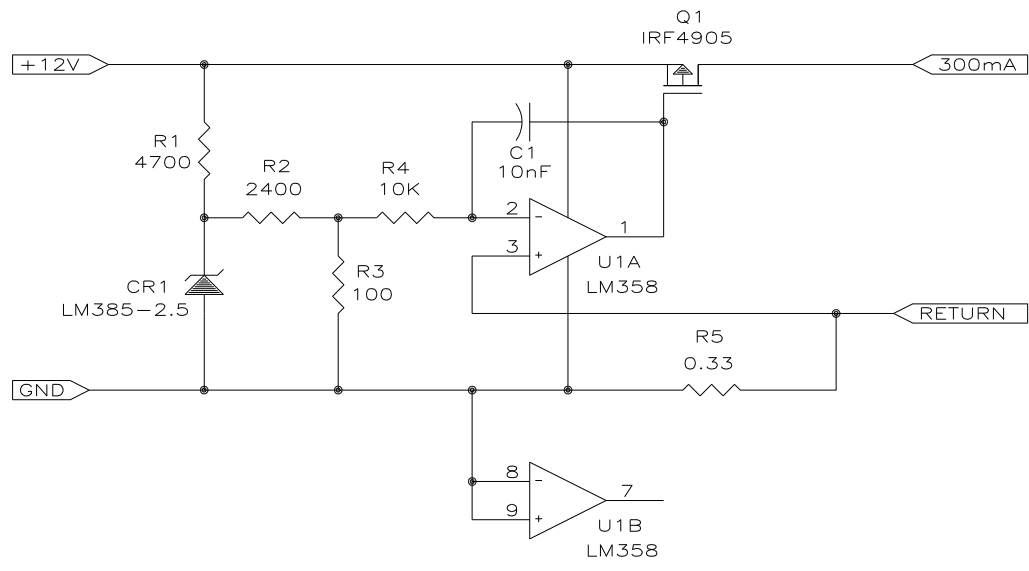 Q1
IRF4905
+12V
300mA
R1
4700
R2
2400
R4
10K
C1
10nF
2
-
3
+
1
U1A
LM358
CR1
LM385-2.5
R3
100
RETURN
R5
0.33
GND
8
-
9
+
7
U1B
LM358